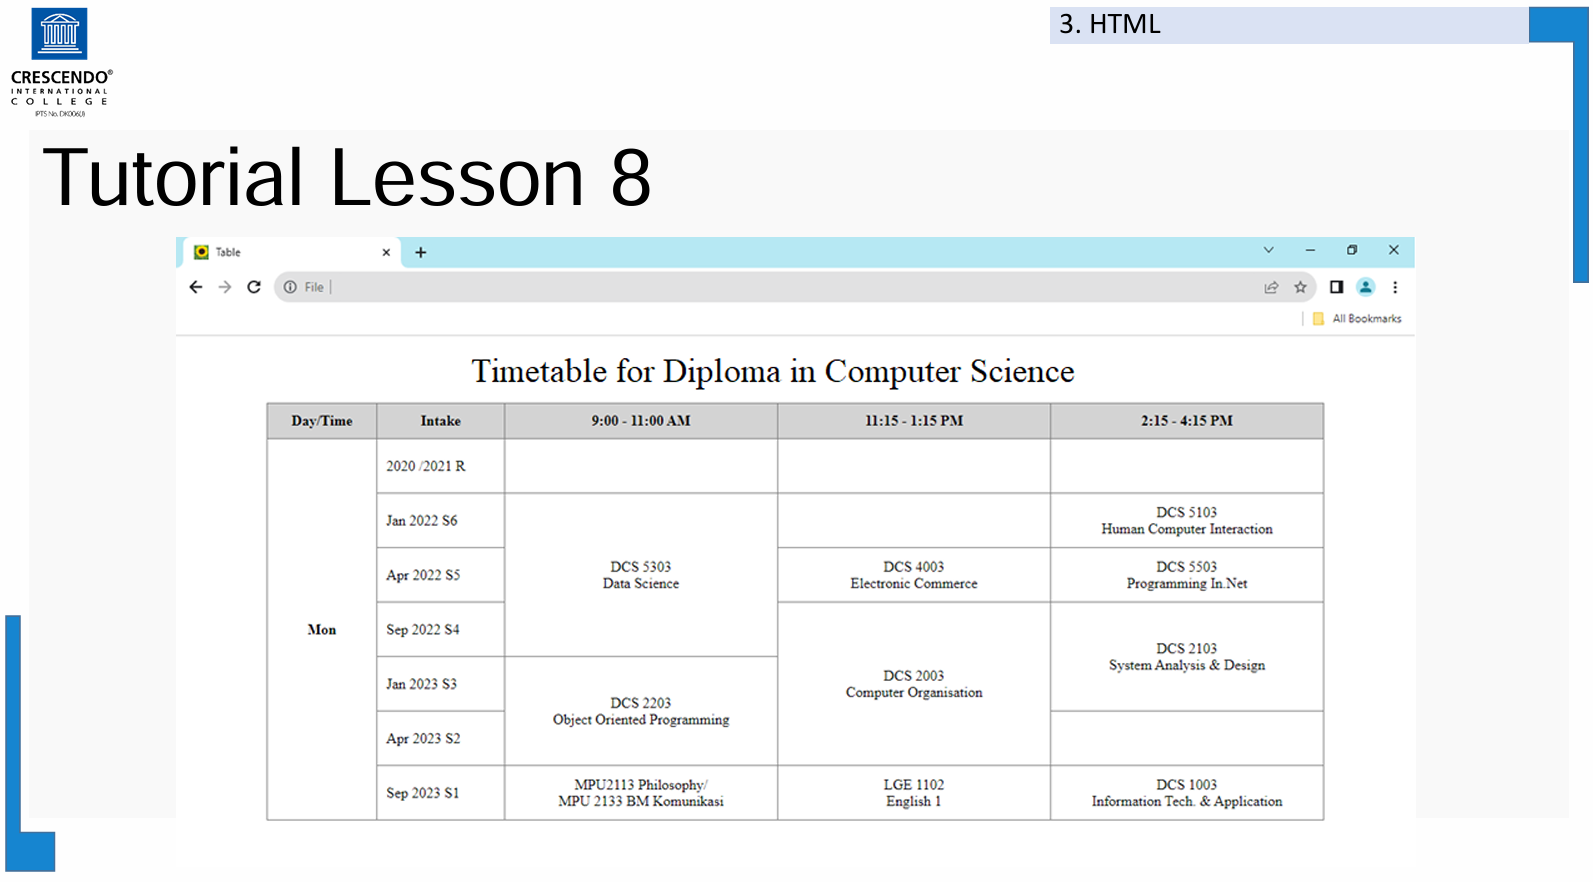 3. HTML
CRESCENDO®
INTERNATIONAL
COLLEGE
IPTS No. DK006(J)
Tutorial Lesson 8
Table
File
All Bookmarks
Timetable for Diploma in Computer Science
Day/Time Intake 9:00 - 11:00 AM 11:15 - 1:15 PM 2:15 - 4:15 PM
Mon
2020 /2021 R
Jan 2022 S6
DCS 5103
Human Computer Interaction
Apr 2022 S5
DCS 5303
Data Science
DCS 4003
Electronic Commerce
DCS 5503
Programming In.Net
Sep 2022 S4
DCS 2103
System Analysis & Design
Jan 2023 S3
DCS 2003
Computer Organisation
DCS 2203
Object Oriented Programming
Apr 2023 S2
Sep 2023 S1
MPU2113 Philosophy/
MPU 2133 BM Komunikasi
LGE 1102
English 1
DCS 1003
Information Tech. & Application